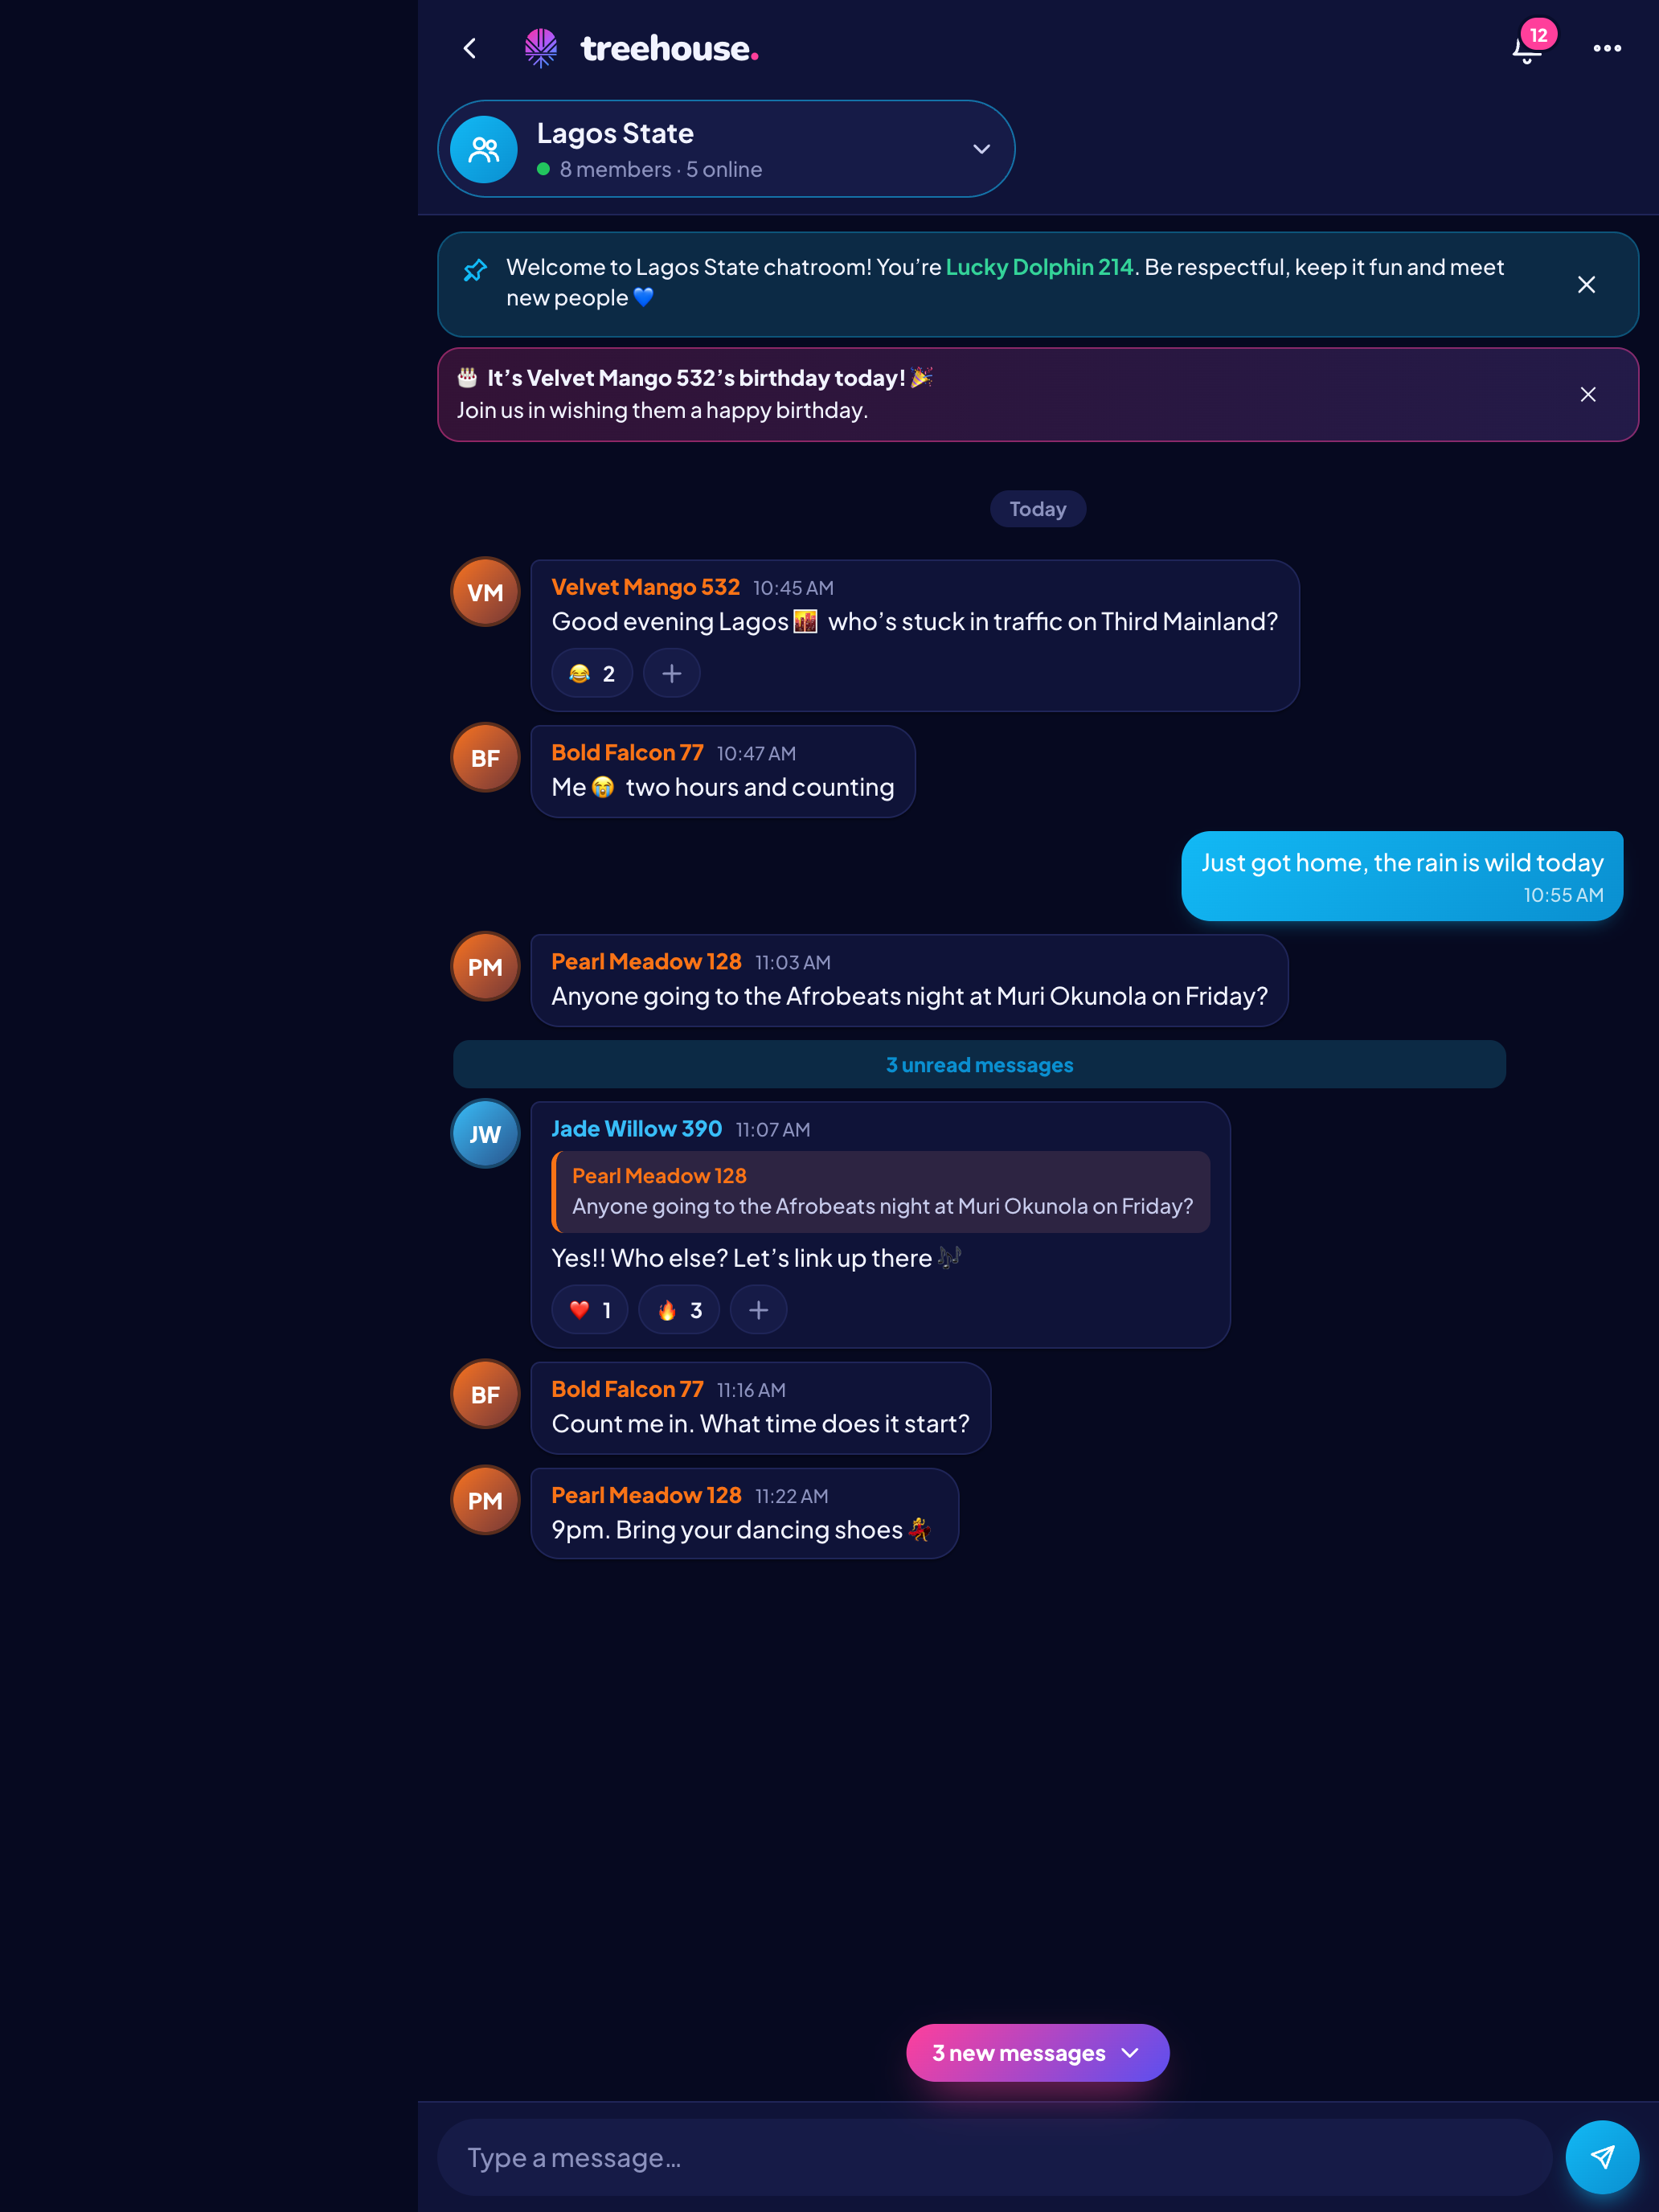 treehouse.
12
Lagos State
8 members · 5 online
Welcome to Lagos State chatroom! You’re Lucky Dolphin 214. Be respectful, keep it fun and meet
new people 💙
🎂 It’s Velvet Mango 532’s birthday today! 🎉
Join us in wishing them a happy birthday.
Today
VM
Velvet Mango 532 10:45 AM
Good evening Lagos 🌇 who’s stuck in traffic on Third Mainland?
😂 2
BF
Bold Falcon 77 10:47 AM
Me 😭 two hours and counting
Just got home, the rain is wild today
10:55 AM
PM
Pearl Meadow 128 11:03 AM
Anyone going to the Afrobeats night at Muri Okunola on Friday?
3 unread messages
JW
Jade Willow 390 11:07 AM
Pearl Meadow 128
Anyone going to the Afrobeats night at Muri Okunola on Friday?
Yes!! Who else? Let’s link up there 🎶
❤️ 1 🔥 3
BF
Bold Falcon 77 11:16 AM
Count me in. What time does it start?
PM
Pearl Meadow 128 11:22 AM
9pm. Bring your dancing shoes 💃
3 new messages
Type a message…